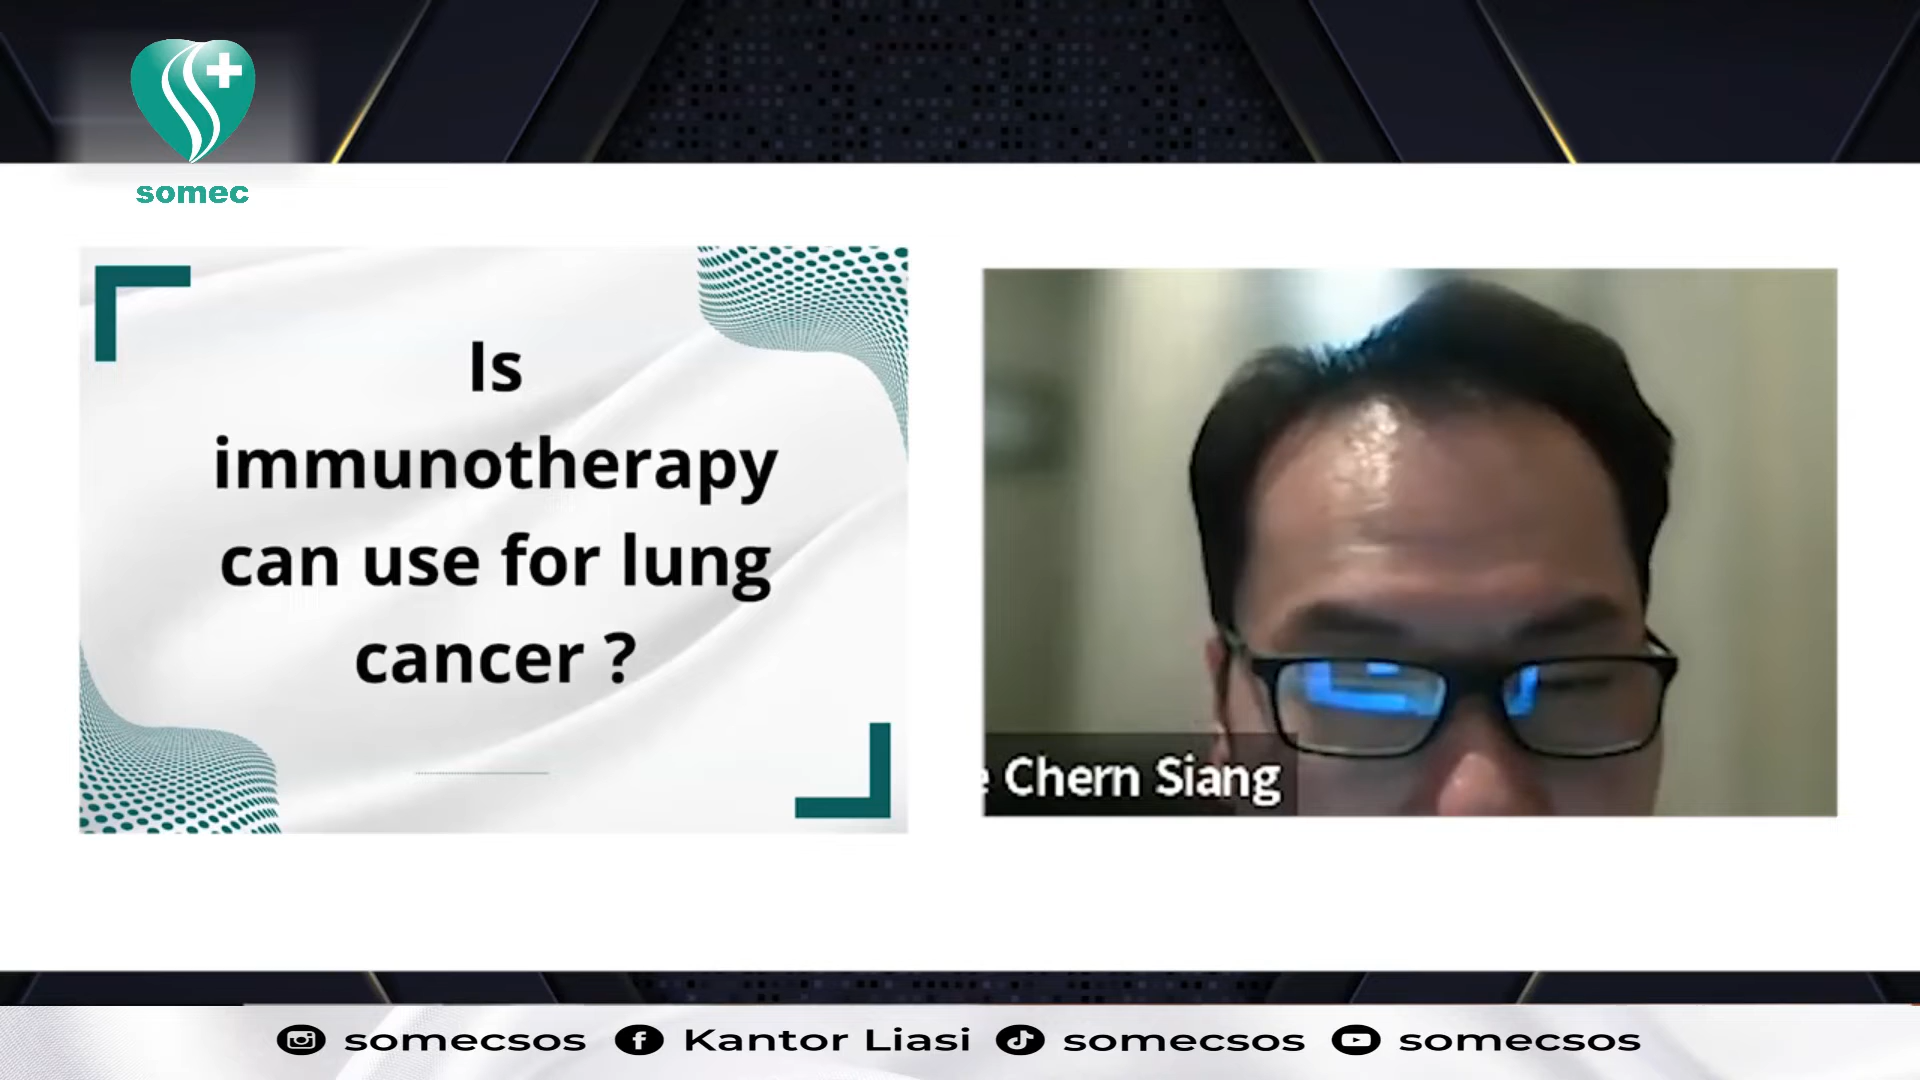 somec
Is
immunotherapy
can use for lung
cancer ?
Chern Siang
somecsos Kantor Liasi somecsos somecsos